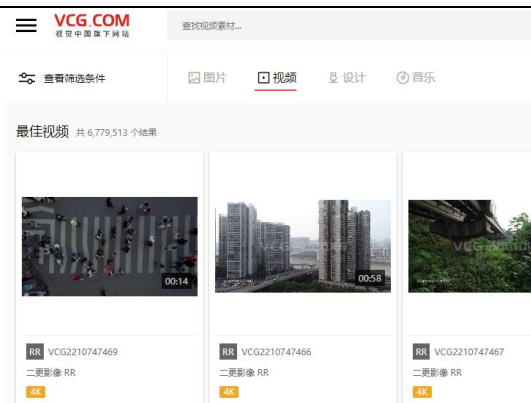 VCG.COM
视觉中国旗下网站
查找视频素材...
查看筛选条件
图片
视频
设计
音乐
最佳视频 共 6,779,513 个结果
00:14
VCG
00:58
VCG
RR VCG2210747469
二更影像 RR
4K
RR VCG2210747466
二更影像 RR
4K
RR VCG2210747467
二更影像 RR
4K